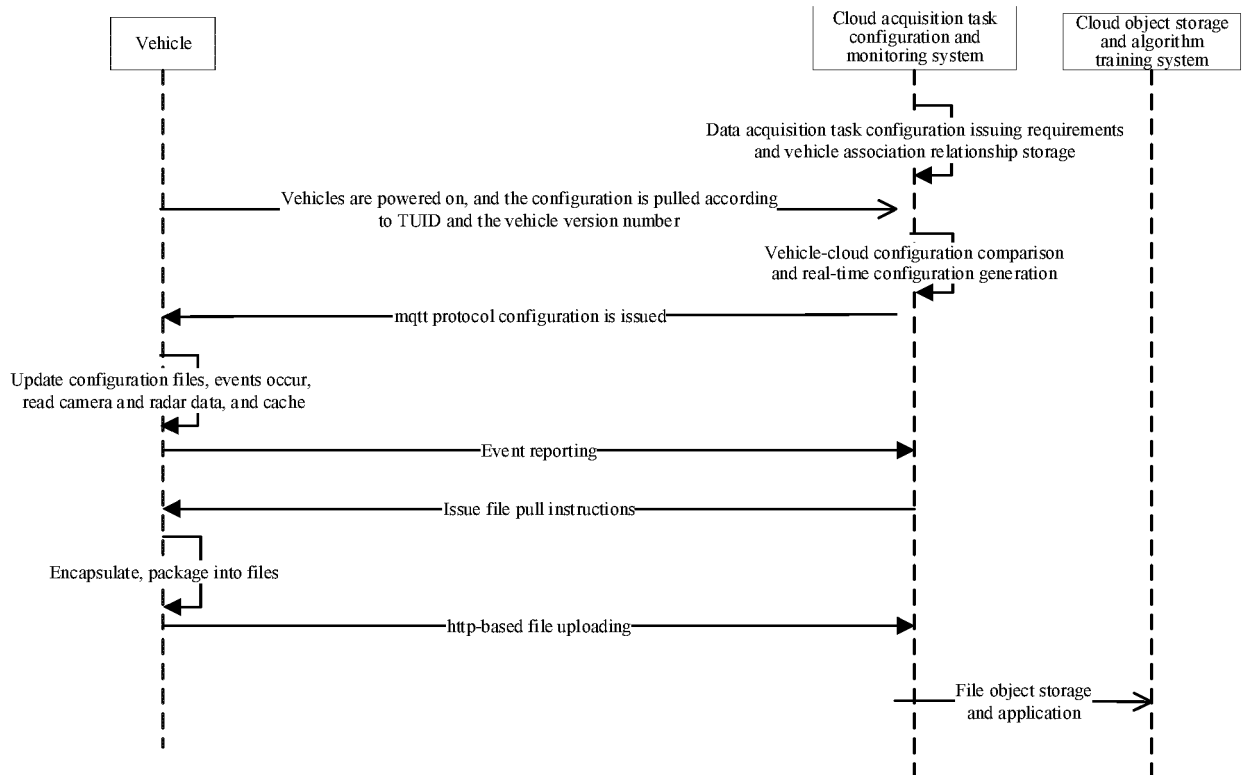 Vehicle
Cloud acquisition task
configuration and
monitoring system
Cloud object storage
and algorithm
training system
Data acquisition task configuration issuing requirements
and vehicle association relationship storage
Vehicles are powered on, and the configuration is pulled according
to TUID and the vehicle version number
Vehicle-cloud configuration comparison
and real-time configuration generation
mqtt protocol configuration is issued
Update configuration files, events occur,
read camera and radar data, and cache
Event reporting
Issue file pull instructions
Encapsulate, package into files
http-based file uploading
File object storage
and application